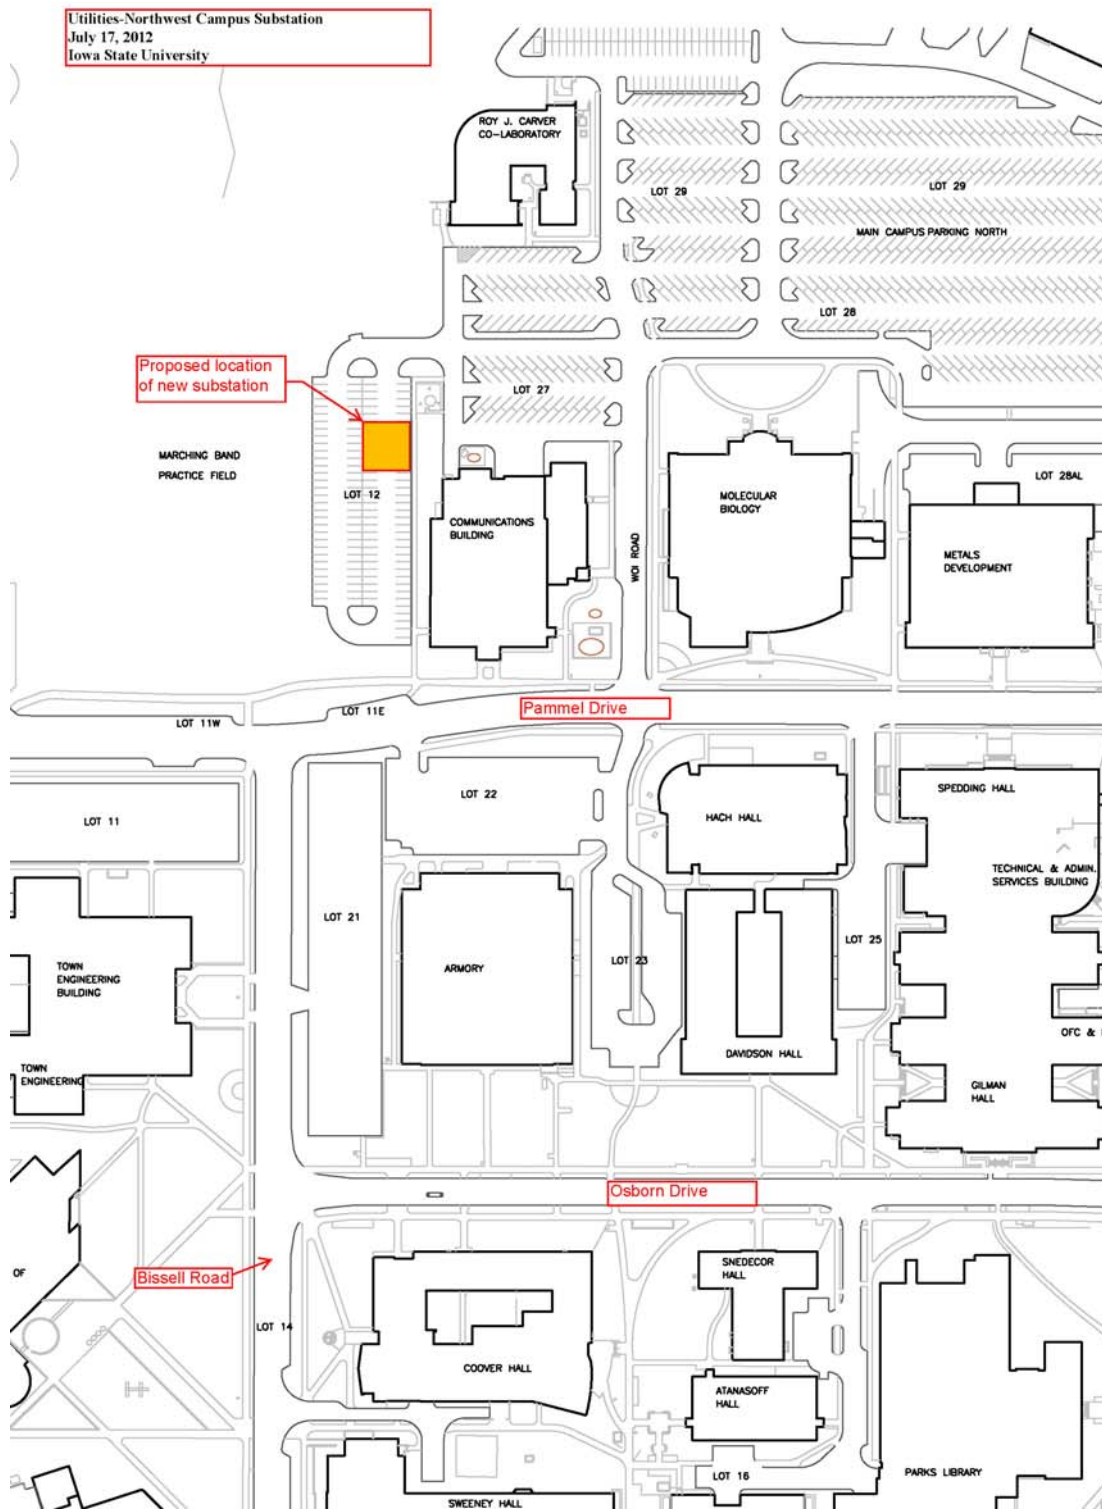 Utilities-Northwest Campus Substation
July 17, 2012
Iowa State University
ROY J. CARVER
CO-LABORATORY
LOT 29
LOT 29
MAIN CAMPUS PARKING NORTH
LOT 28
Proposed location
of new substation
LOT 27
MARCHING BAND
PRACTICE FIELD
LOT 12
COMMUNICATIONS
BUILDING
WOI ROAD
MOLECULAR
BIOLOGY
LOT 28AL
METALS
DEVELOPMENT
Pammel Drive
LOT 11W
LOT 11E
LOT 11
LOT 22
HACH HALL
SPEDDING HALL
TECHNICAL & ADMIN.
SERVICES BUILDING
LOT 21
ARMORY
LOT 23
LOT 25
TOWN
ENGINEERING
BUILDING
DAVIDSON HALL
OFC &
TOWN
ENGINEERING
GILMAN
HALL
Osborn Drive
OF
Bissell Road
SNEDECOR
HALL
LOT 14
COOVER HALL
ATANASOFF
HALL
LOT 16
PARKS LIBRARY
SWEENEY HALL